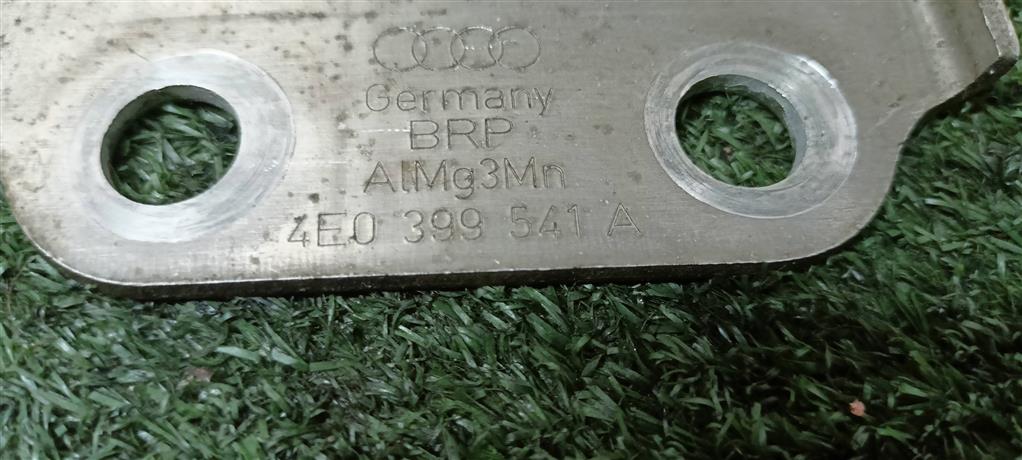 Germany
BRP
AlMg3Mn
4E0 399 541 A